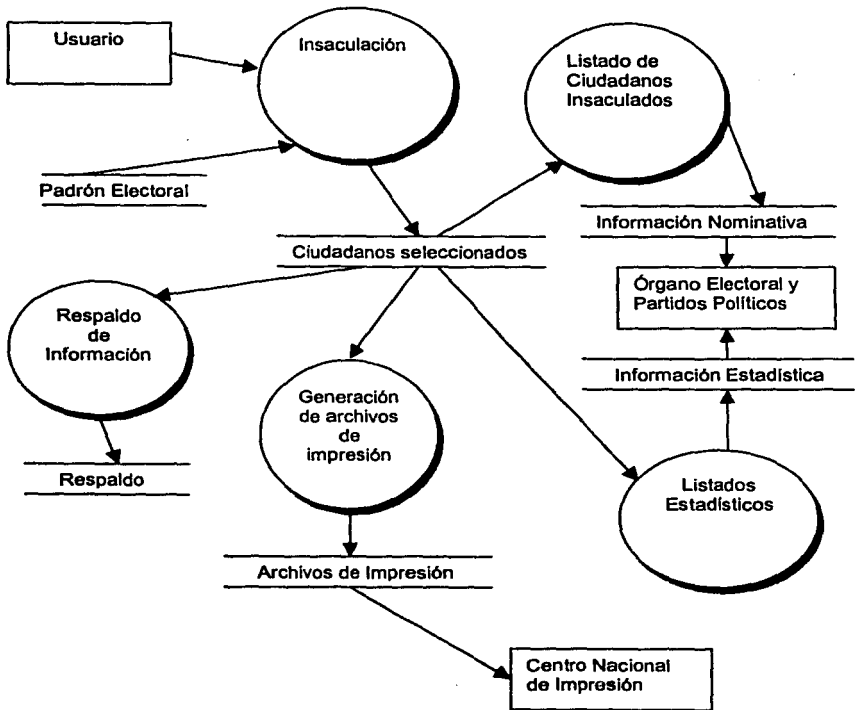 Usuario
Insaculación
Listado de
Ciudadanos
Insaculados
Padrón Electoral
Información Nominativa
Ciudadanos seleccionados
Órgano Electoral y
Partidos Políticos
Respaldo
de
Información
Información Estadística
Generación
de archivos
de
impresión
Respaldo
Listados
Estadísticos
Archivos de Impresión
Centro Nacional
de Impresión